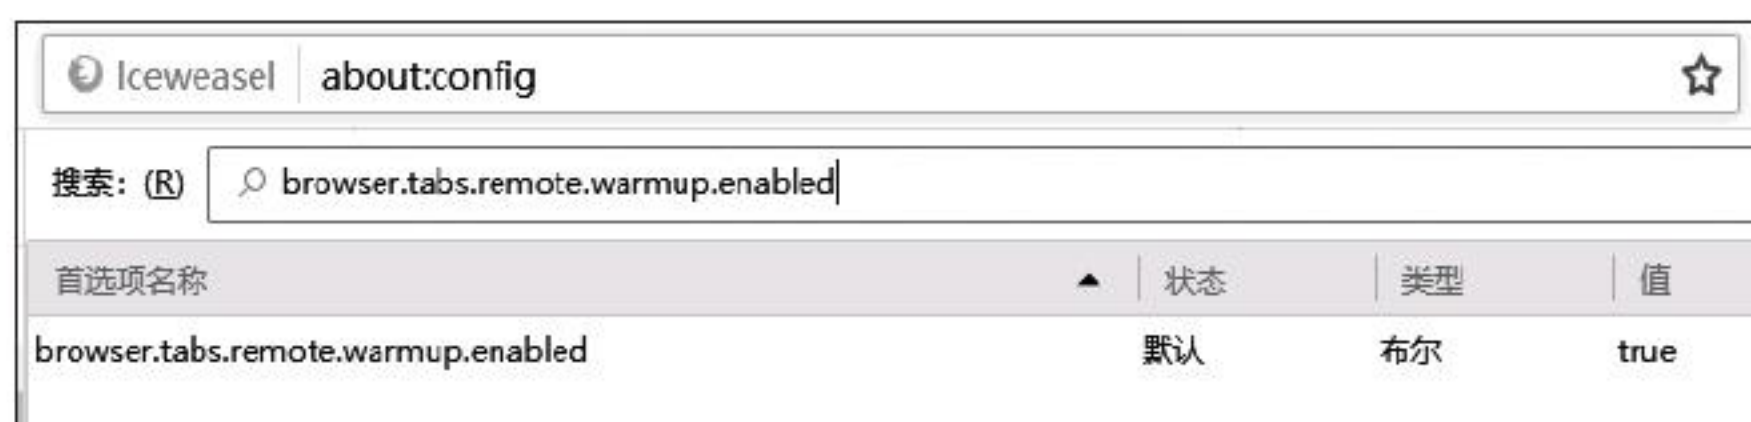 Iceweasel about:config
搜索：(R) browser.tabs.remote.warmup.enabled
首选项名称 状态 类型 值
browser.tabs.remote.warmup.enabled 默认 布尔 true